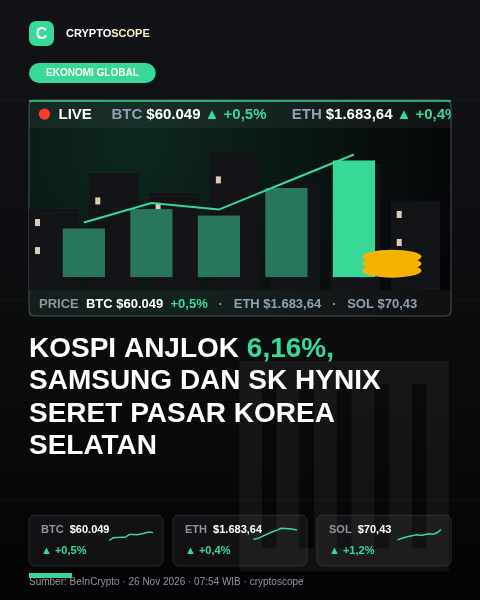 C CRYPTOSCOPE
EKONOMI GLOBAL
LIVE BTC $60.049 ▲ +0,5% ETH $1.683,64 ▲ +0,4%
PRICE BTC $60.049 +0,5% · ETH $1.683,64 · SOL $70,43
KOSPI ANJLOK 6,16%,
SAMSUNG DAN SK HYNIX
SERET PASAR KOREA
SELATAN
BTC $60.049 ETH $1.683,64 SOL $70,43
▲ +0,5% ▲ +0,4% ▲ +1,2%
Sumber: BeInCrypto · 26 Nov 2026 · 07:54 WIB · cryptoscope